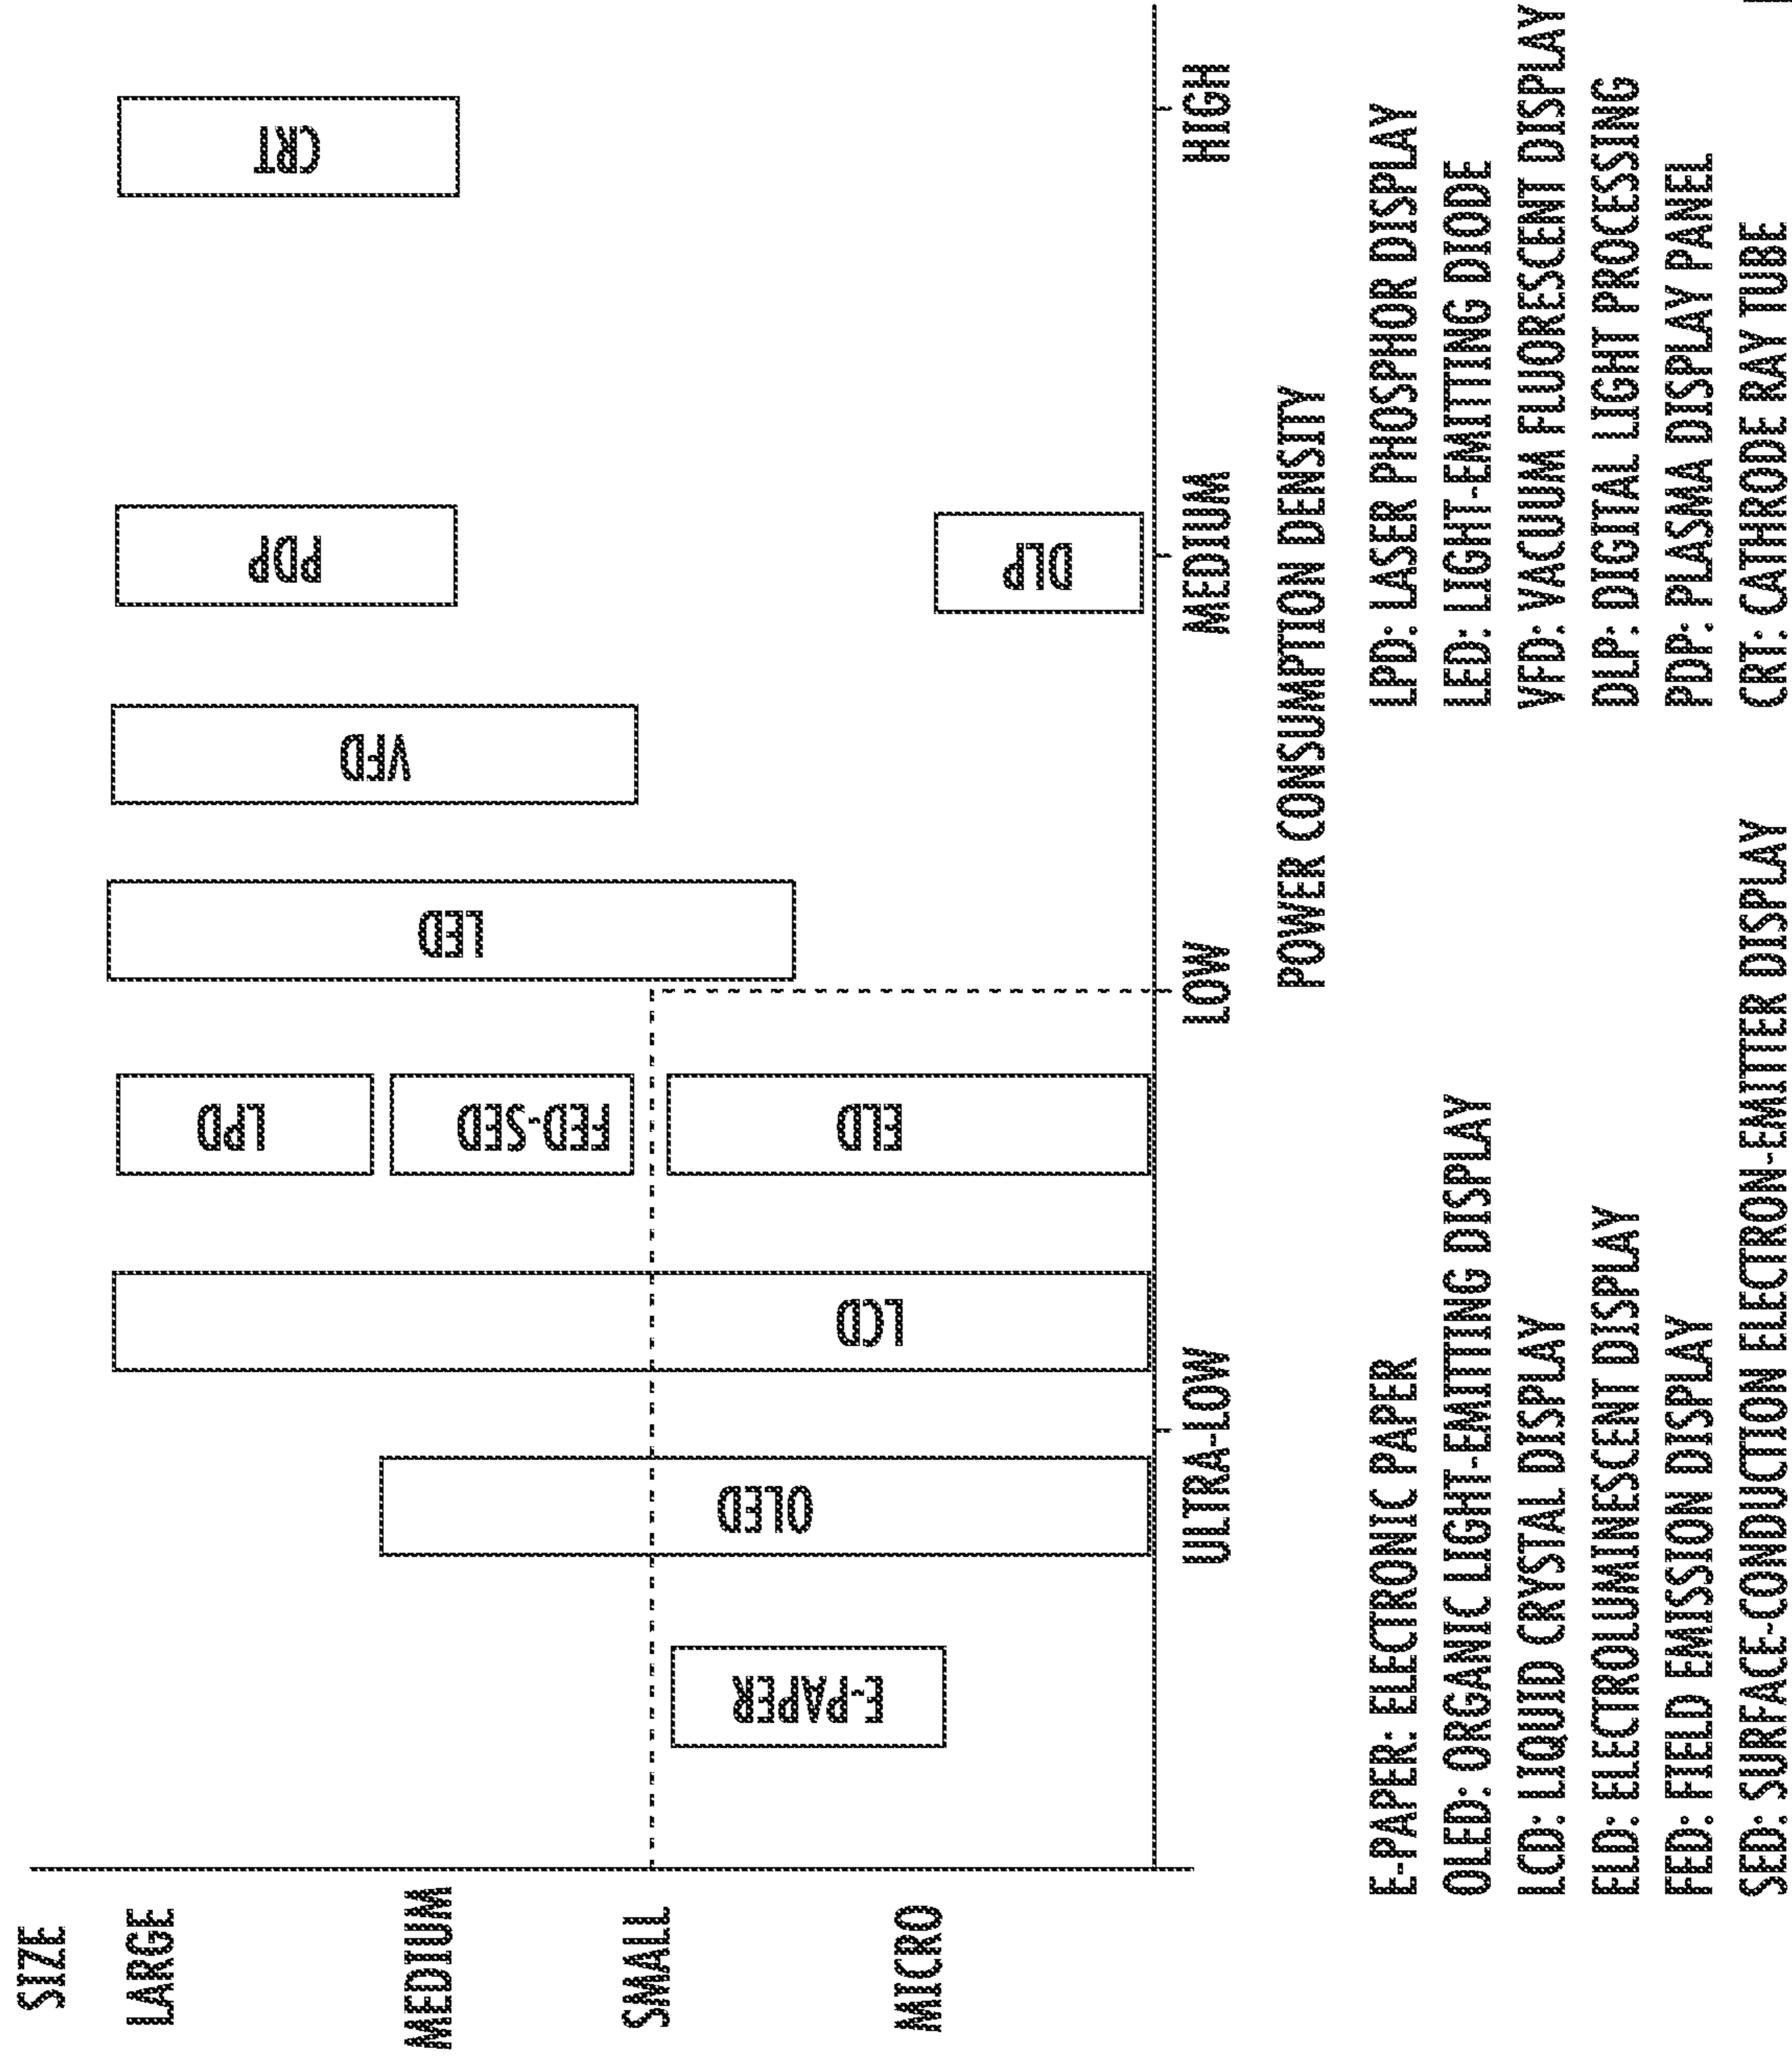 SIZE
LARGE
MEDIUM
SMALL
MICRO
E-PAPER
OLED
LCD
LPD
FED-SED
ELD
LED
VFD
PDP
DLP
CRT
ULTRA-LOW
LOW
MEDIUM
HIGH
POWER CONSUMPTION DENSITY
E-PAPER: ELECTRONIC PAPER
OLED: ORGANIC LIGHT-EMITTING DISPLAY
LCD: LIQUID CRYSTAL DISPLAY
ELD: ELECTROLUMINESCENT DISPLAY
FED: FIELD EMISSION DISPLAY
SED: SURFACE-CONDUCTION ELECTRON-EMITTER DISPLAY
LPD: LASER PHOSPHOR DISPLAY
LED: LIGHT-EMITTING DIODE
VFD: VACUUM FLUORESCENT DISPLAY
DLP: DIGITAL LIGHT PROCESSING
PDP: PLASMA DISPLAY PANEL
CRT: CATHRODE RAY TUBE